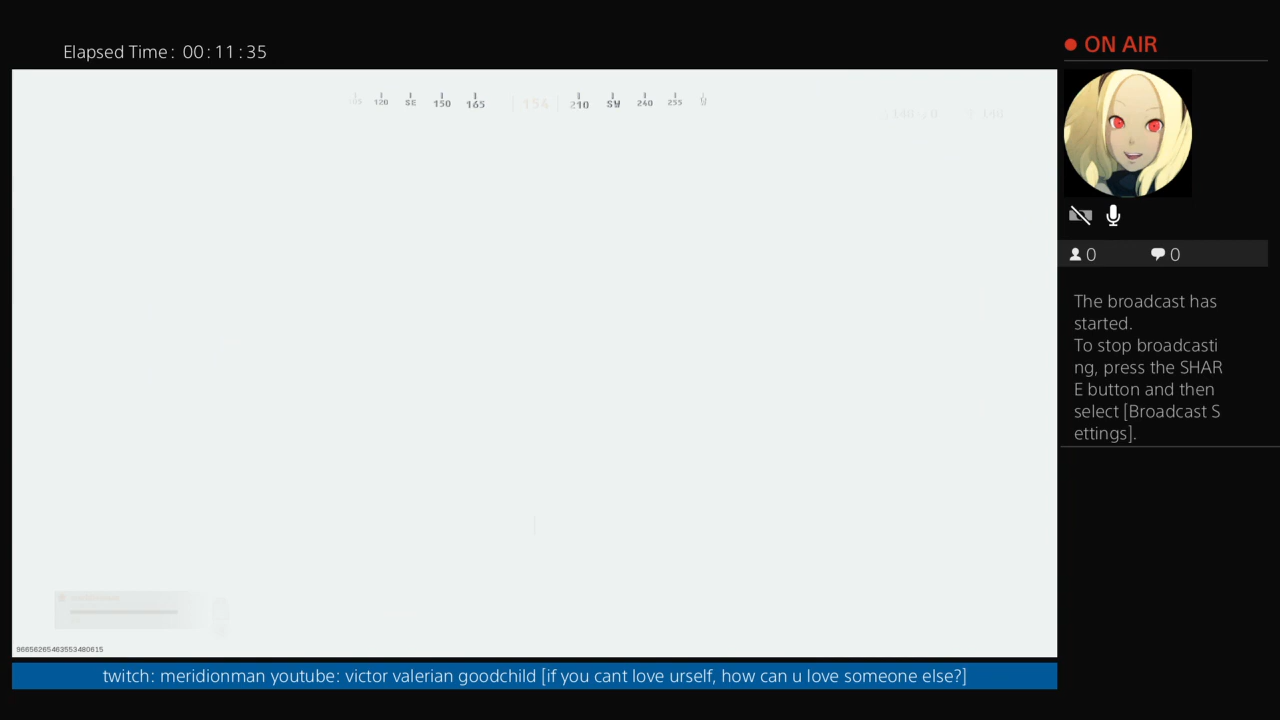 Elapsed Time: 00:11:35
ON AIR
120 SE 150 165 154 210 SW 240 255 W
0 0
The broadcast has
started.
To stop broadcasti
ng, press the SHAR
E button and then
select [Broadcast S
ettings].
96656265463553480615
twitch: meridionman youtube: victor valerian goodchild [if you cant love urself, how can u love someone else?]